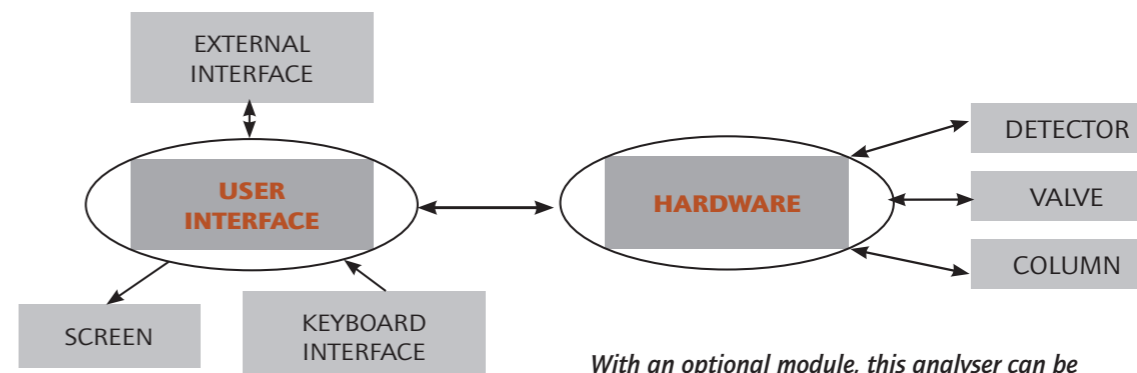 EXTERNAL
INTERFACE
DETECTOR
USER
INTERFACE
HARDWARE
VALVE
COLUMN
SCREEN
KEYBOARD
INTERFACE
With an optional module, this analyser can be